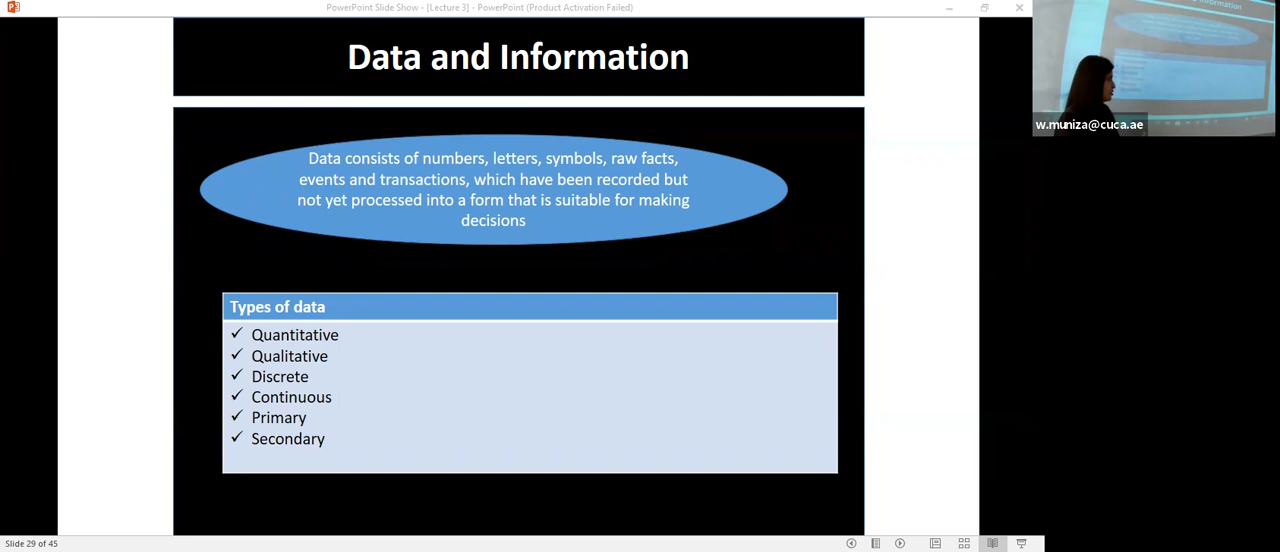 PowerPoint Slide Show - [Lecture 3] - PowerPoint (Product Activation Failed)
Data and Information
Data consists of numbers, letters, symbols, raw facts,
events and transactions, which have been recorded but
not yet processed into a form that is suitable for making
decisions
Types of data
✓ Quantitative
✓ Qualitative
✓ Discrete
✓ Continuous
✓ Primary
✓ Secondary
Information
w.muniza@cuca.ae
Slide 29 of 45